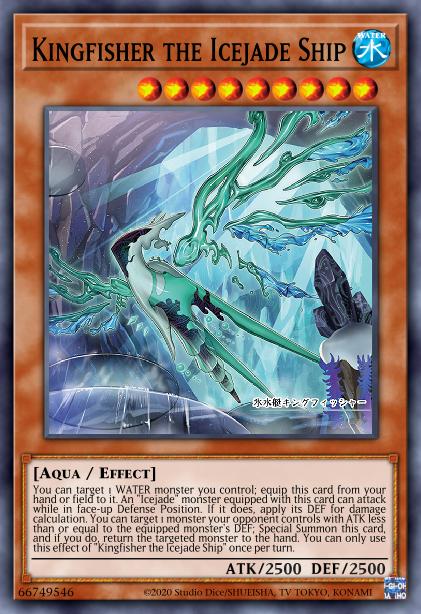 Kingfisher the Icejade Ship
WATER
水
氷水艇キングフィッシャー
[Aqua / Effect]
You can target 1 WATER monster you control; equip this card from your
hand or field to it. An "Icejade" monster equipped with this card can attack
while in face-up Defense Position. If it does, apply its DEF for damage
calculation. You can target 1 monster your opponent controls with ATK less
than or equal to the equipped monster's DEF; Special Summon this card,
and if you do, return the targeted monster to the hand. You can only use
this effect of "Kingfisher the Icejade Ship" once per turn.
ATK/2500 DEF/2500
66749546
©2020 Studio Dice/SHUEISHA, TV TOKYO, KONAMI